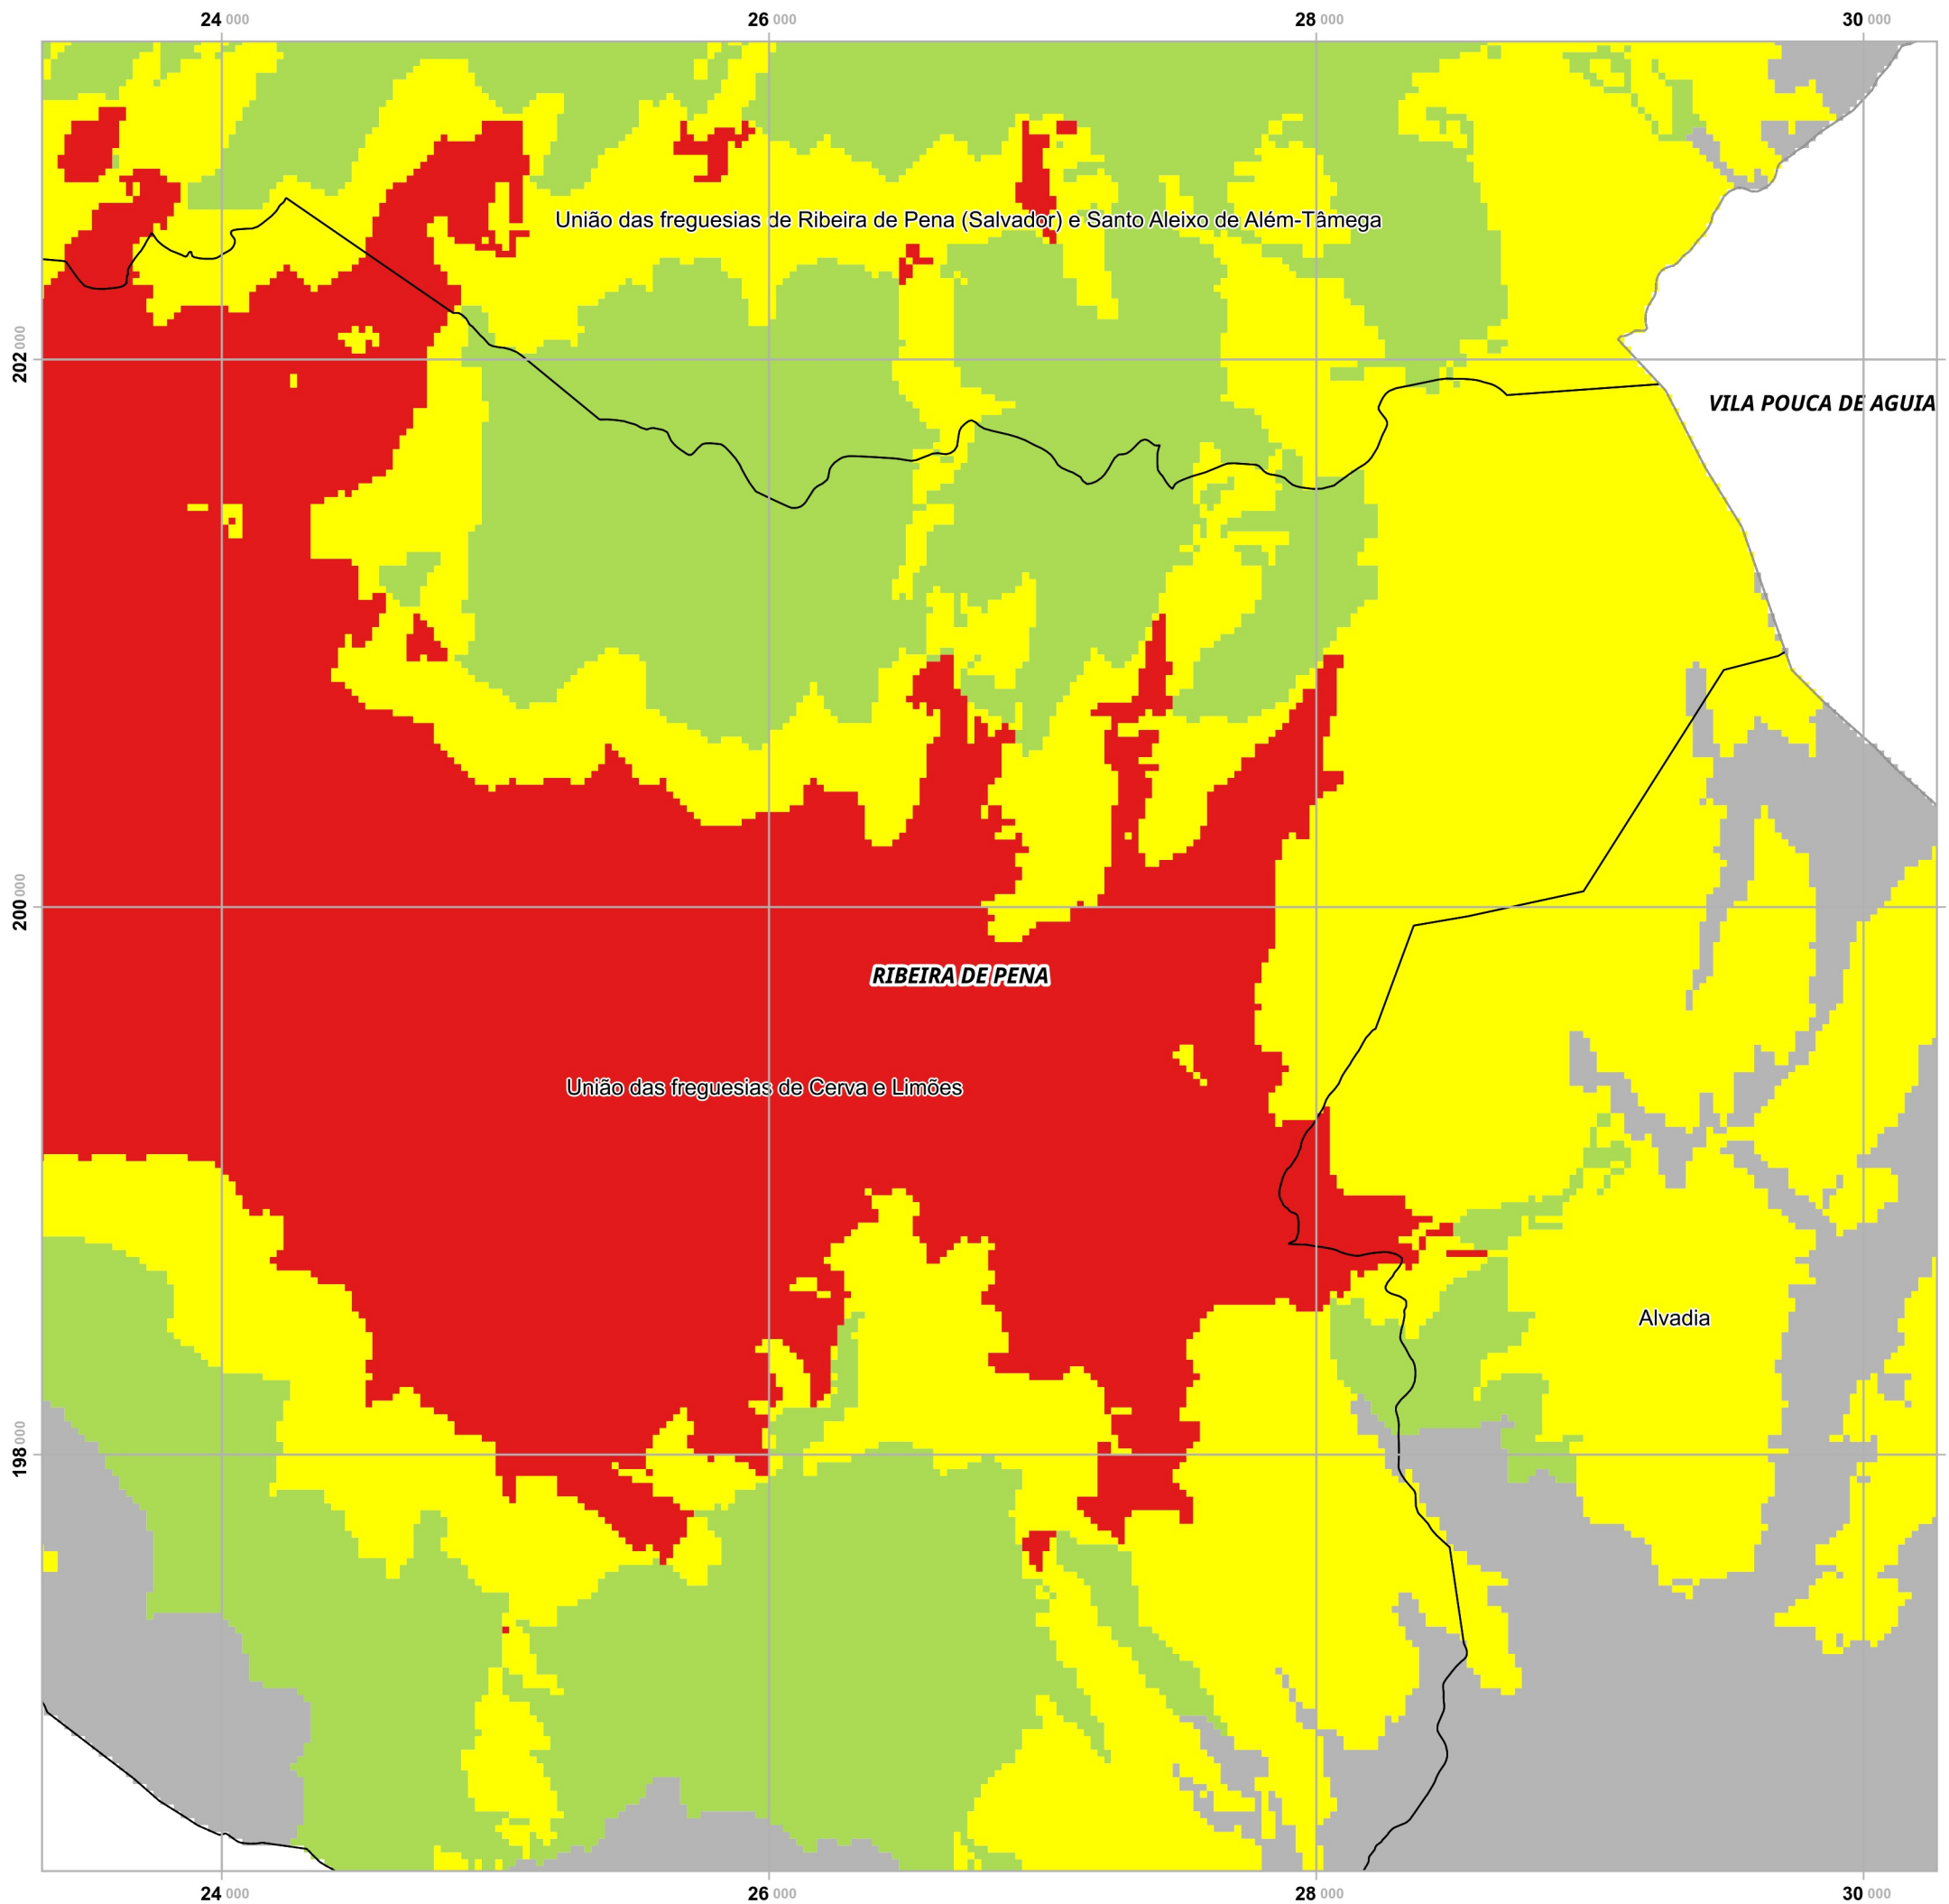 24 000 26 000 28 000 30 000
União das freguesias de Ribeira de Pena (Salvador) e Santo Aleixo de Além-Tâmega
202 000
VILA POUCA DE AGUIA
200 000
RIBEIRA DE PENA
União das freguesias de Cerva e Limões
Alvadia
198 000
24 000 26 000 28 000 30 000